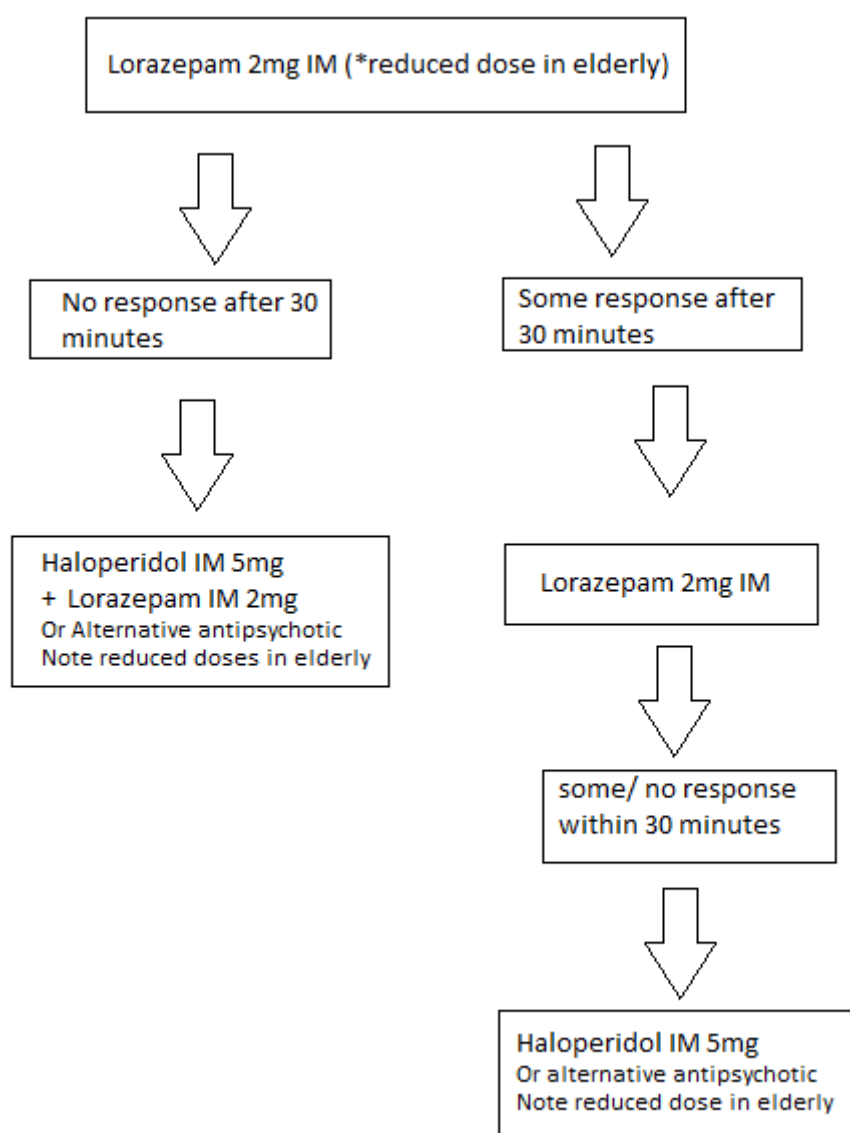 Lorazepam 2mg IM (*reduced dose in elderly)
No response after 30
minutes
Some response after
30 minutes
Haloperidol IM 5mg
+ Lorazepam IM 2mg
Or Alternative antipsychotic
Note reduced doses in elderly
Lorazepam 2mg IM
some/ no response
within 30 minutes
Haloperidol IM 5mg
Or alternative antipsychotic
Note reduced dose in elderly